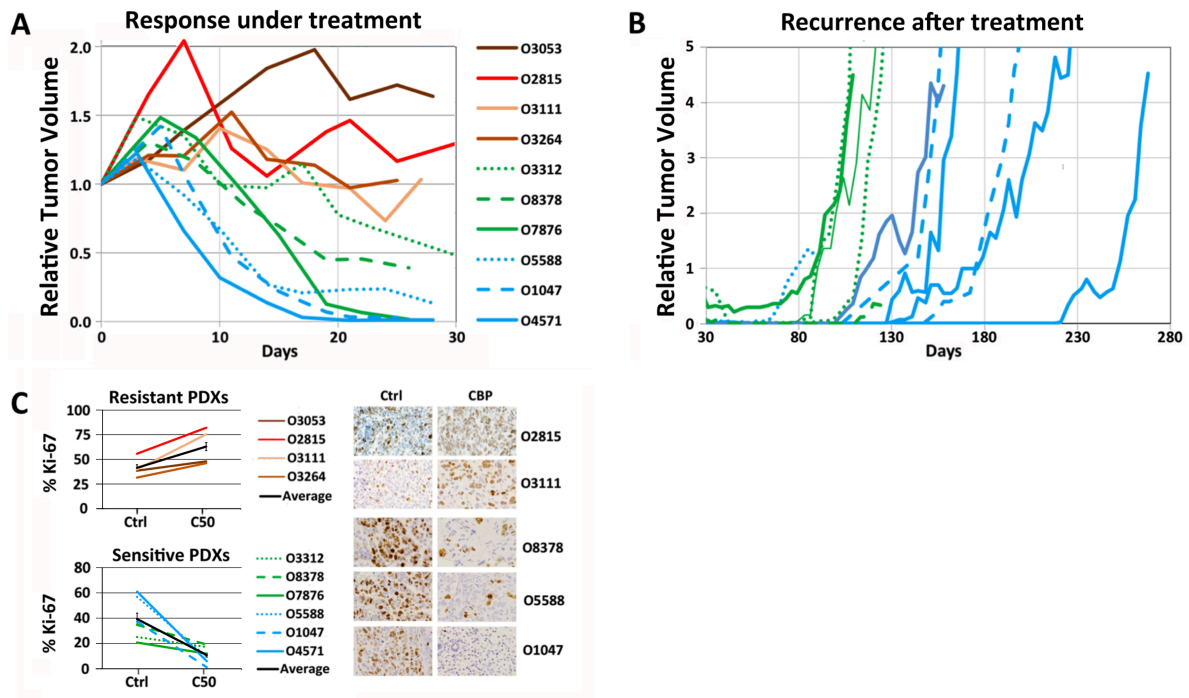 A
Response under treatment
Relative Tumor Volume
2.0
1.5
1.0
0.5
0.0
0 10 20 30
Days
O3053
O2815
O3111
O3264
O3312
O8378
O7876
O5588
O1047
O4571
B
Recurrence after treatment
Relative Tumor Volume
5
4
3
2
1
0
30 80 130 180 230 280
Days
C
Resistant PDXs
% Ki-67
100
75
50
25
0
Ctrl C50
O3053
O2815
O3111
O3264
Average
Sensitive PDXs
% Ki-67
80
60
40
20
0
Ctrl C50
O3312
O8378
O7876
O5588
O1047
O4571
Average
Ctrl CBP
O2815
O3111
O8378
O5588
O1047